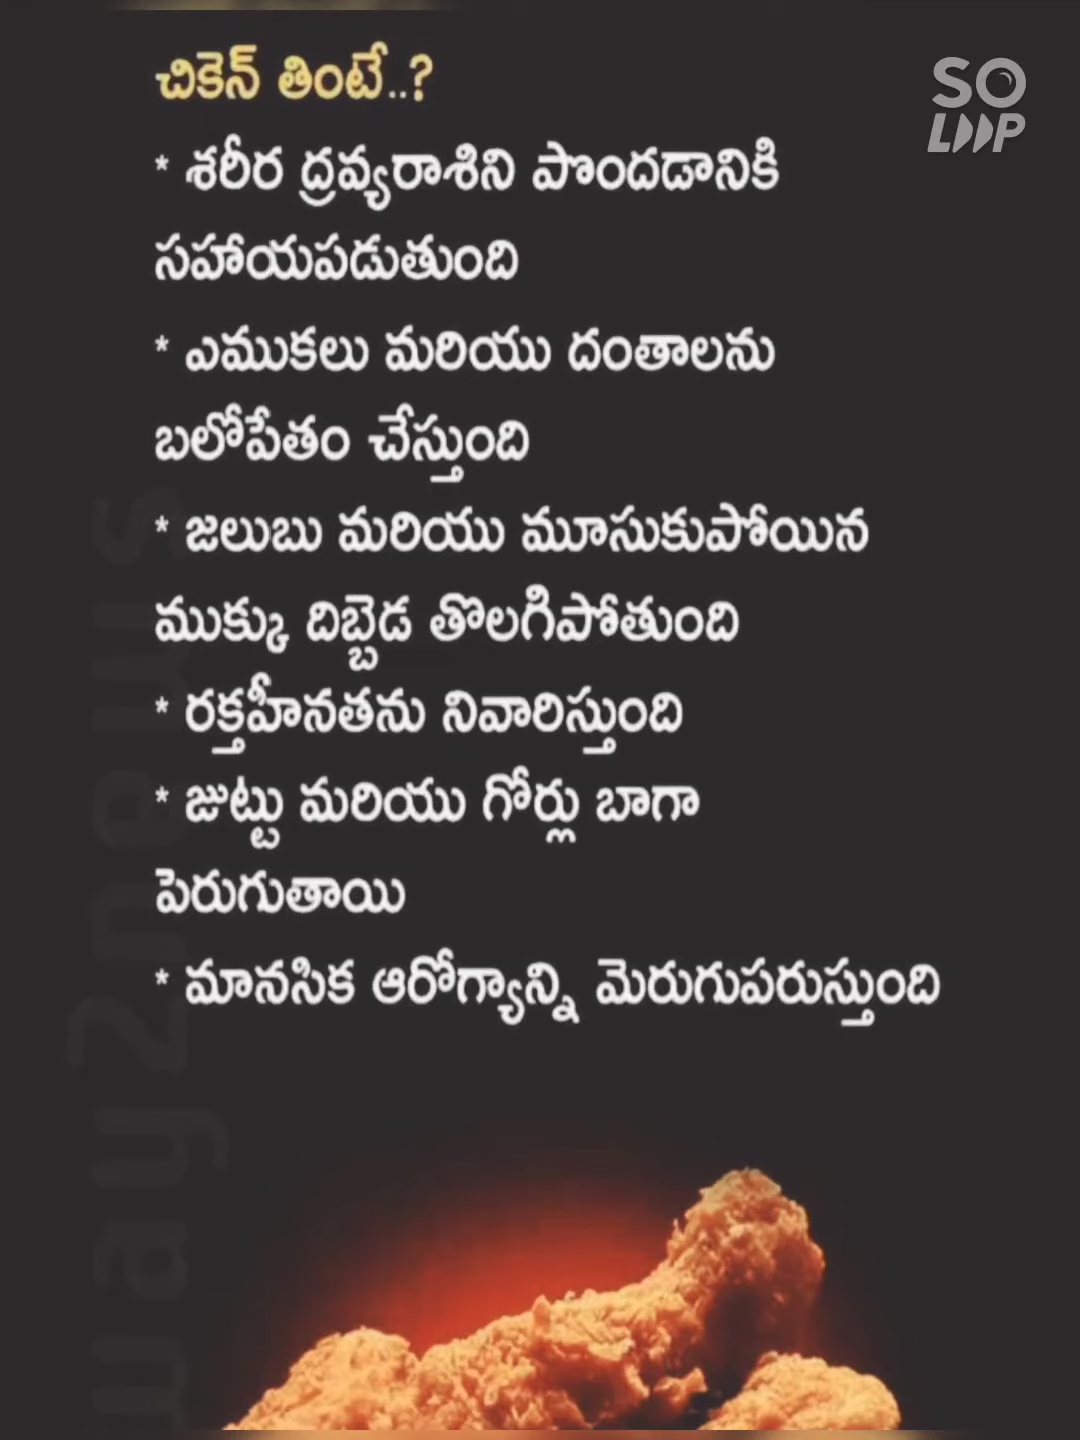 చికెన్ తింటే..?
SO
LOOP
* శరీర ద్రవ్యరాశిని పొందడానికి
సహాయపడుతుంది
* ఎముకలు మరియు దంతాలను
బలోపేతం చేస్తుంది
* జలుబు మరియు మూసుకుపోయిన
ముక్కు దిబ్బెడ తొలగిపోతుంది
* రక్తహీనతను నివారిస్తుంది
* జుట్టు మరియు గోర్లు బాగా
పెరుగుతాయి
* మానసిక ఆరోగ్యాన్ని మెరుగుపరుస్తుంది
way2news